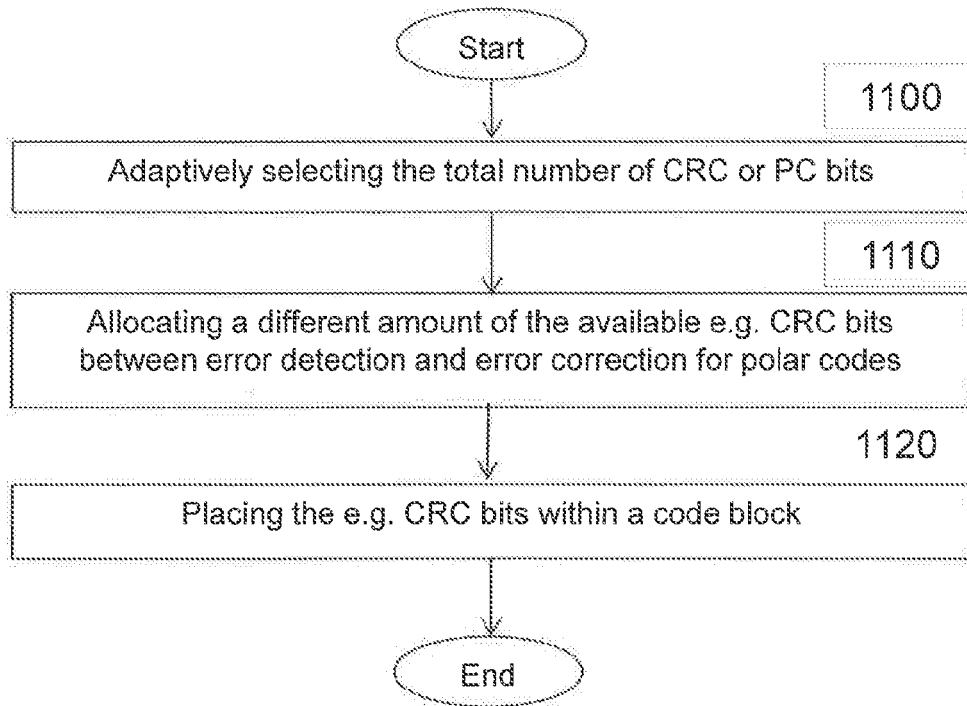 Start
1100
Adaptively selecting the total number of CRC or PC bits
1110
Allocating a different amount of the available e.g. CRC bits
between error detection and error correction for polar codes
1120
Placing the e.g. CRC bits within a code block
End